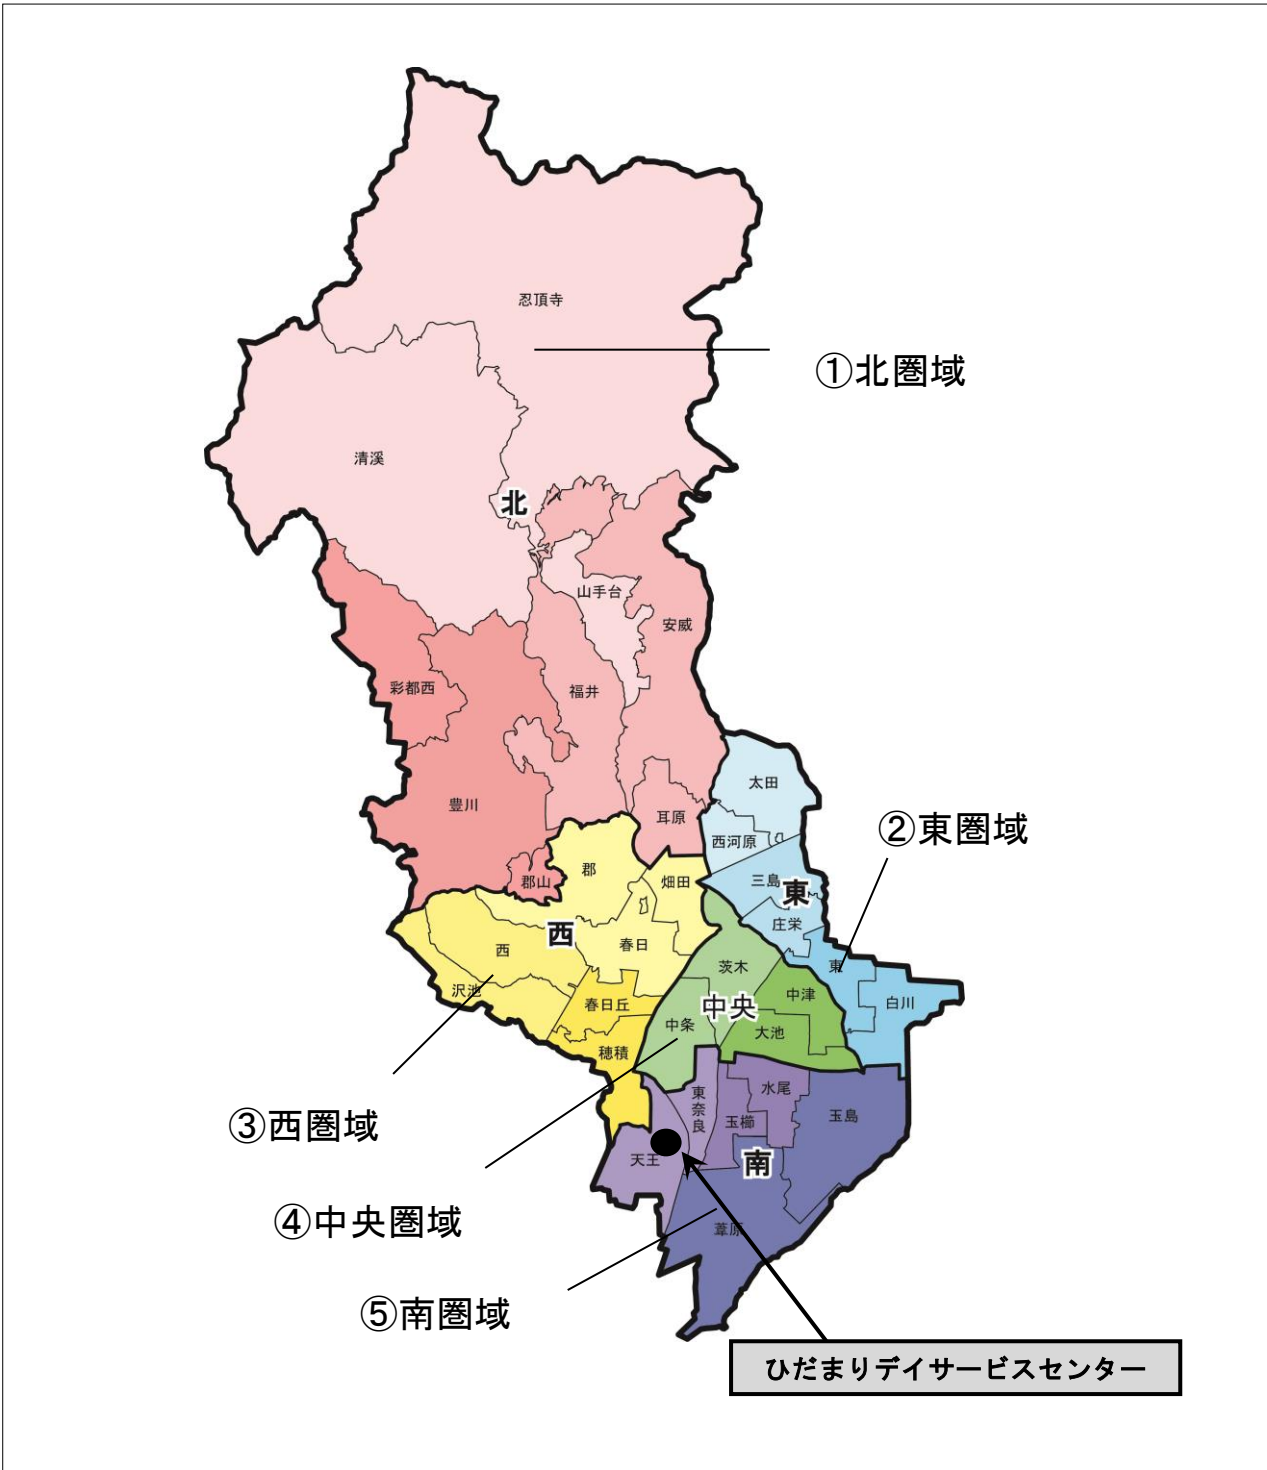 忍頂寺
①北圏域
清溪
北
山手台
安威
彩都西
福井
太田
豊川
耳原
②東圏域
西河原
郡
郡山
畑田
三島
東
庄栄
西
春日
西
茨木
東
沢池
春日丘
中津
白川
中央
中条
大池
穂積
水尾
東奈良
玉櫛
玉島
③西圏域
天王
南
④中央圏域
葦原
⑤南圏域
ひだまりデイサービスセンター